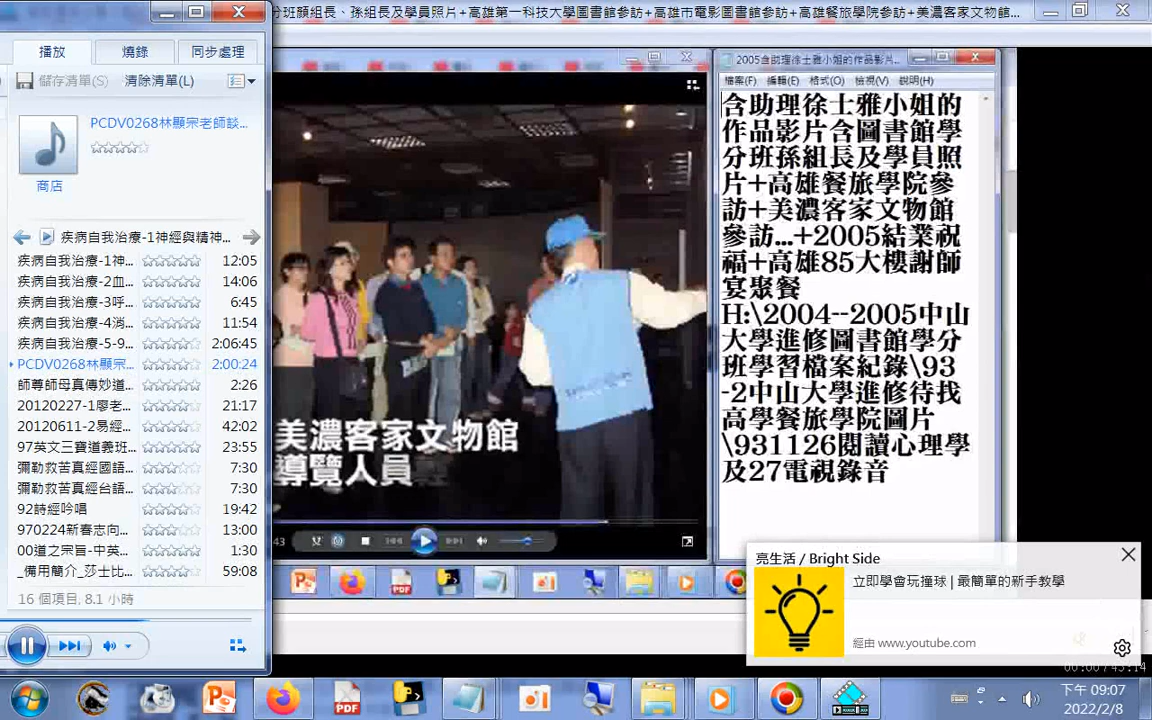 分班顏組長、孫組長及學員照片+高雄第一科技大學圖書館參訪+高雄市電影圖書館參訪+高雄餐旅學院參訪+美濃客家文物館...
播放
燒錄
同步處理
儲存清單(S)
清除清單(L)
PCDV0268林顯宗老師談...
商店
疾病自我治療-1神經與精神...
疾病自我治療-1神... 12:05
疾病自我治療-2血... 14:06
疾病自我治療-3呼... 6:45
疾病自我治療-4消... 11:54
疾病自我治療-5-9... 2:06:45
PCDV0268林顯宗... 2:00:24
師尊師母真傳妙道... 2:26
20120227-1廖老... 21:17
20120611-2易經... 42:02
97英文三寶道義班... 23:55
彌勒救苦真經國語... 7:30
彌勒救苦真經台語... 7:30
92詩經吟唱 19:42
970224新春志向... 13:00
00道之宗旨-中英... 1:30
_備用簡介_莎士比... 59:08
16 個項目, 8.1 小時
美濃客家文物館
導覽人員
43
2005含助理徐士雅小姐的作品影片...
檔案(F) 編輯(E) 格式(O) 檢視(V) 說明(H)
含助理徐士雅小姐的
作品影片含圖書館學
分班孫組長及學員照
片+高雄餐旅學院參
訪+美濃客家文物館
參訪...+2005結業祝
福+高雄85大樓謝師
宴聚餐
H:\2004--2005中山
大學進修圖書館學分
班學習檔案紀錄\93
-2中山大學進修待找
高學餐旅學院圖片
\931126閱讀心理學
及27電視錄音
亮生活 / Bright Side
立即學會玩撞球 | 最簡單的新手教學
經由 www.youtube.com
00:00 / 45:14
下午 09:07
2022/2/8